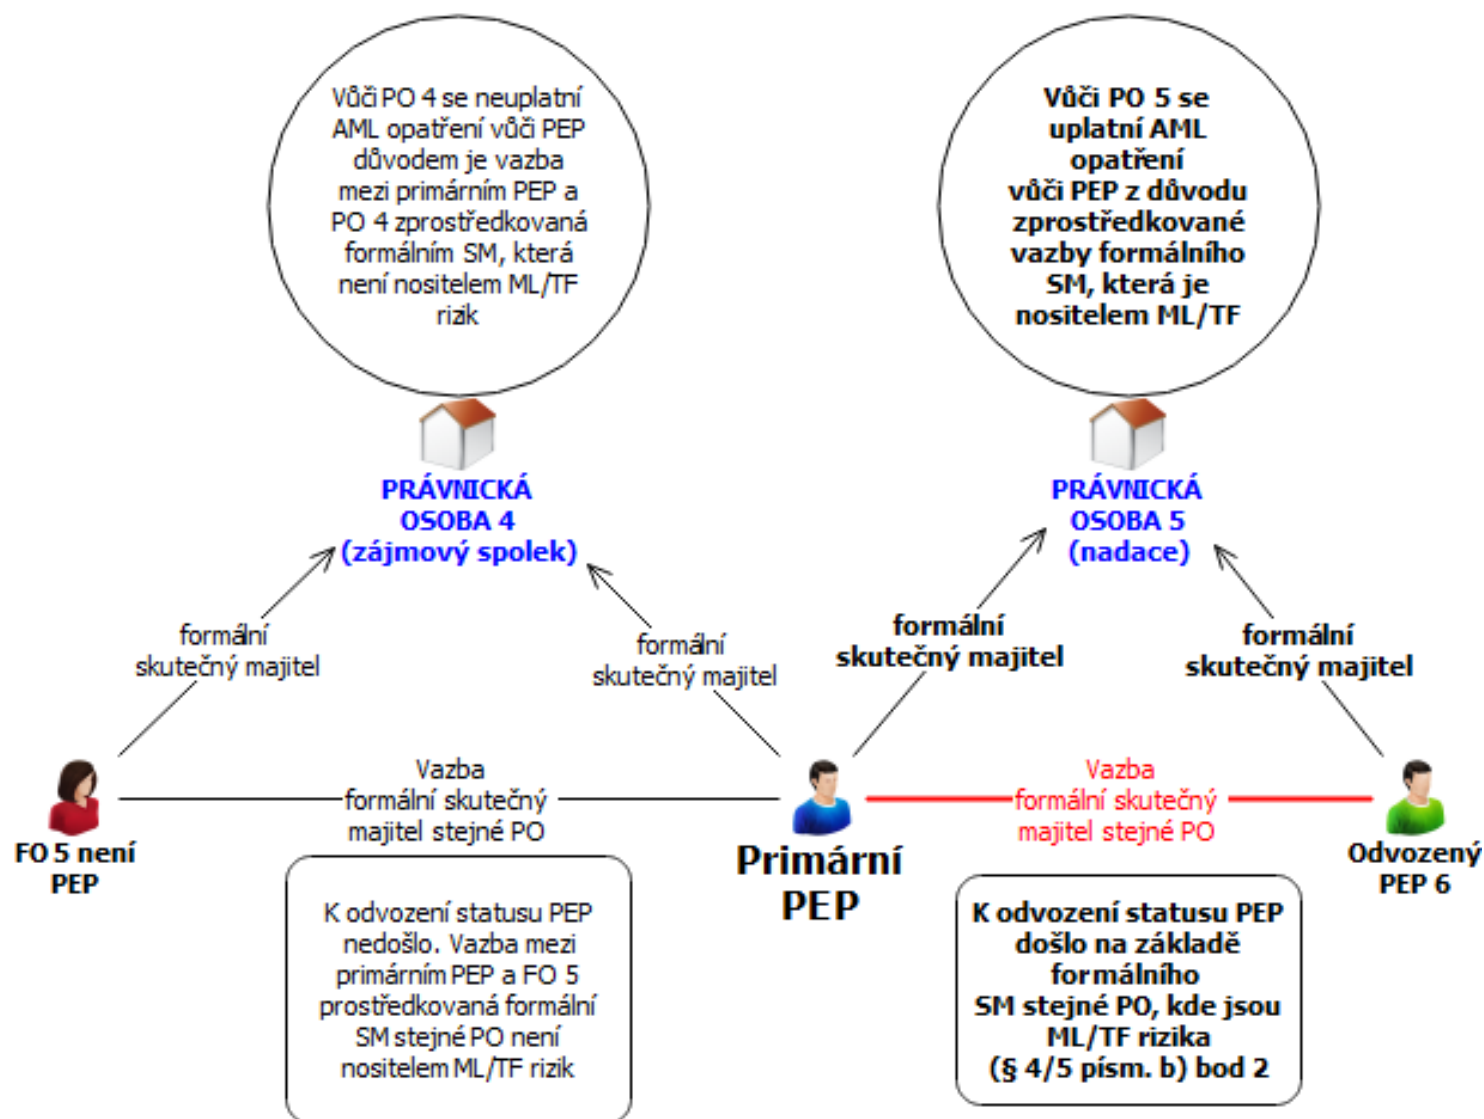 Vůči PO 4 se neuplatní
AML opatření vůči PEP
důvodem je vazba
mezi primárním PEP a
PO 4 zprostředkovaná
formálním SM, která
není nositelem ML/TF
rizik
Vůči PO 5 se
uplatní AML
opatření
vůči PEP z důvodu
zprostředkované
vazby formálního
SM, která je
nositelem ML/TF
PRÁVNICKÁ
OSOBA 4
(zájmový spolek)
PRÁVNICKÁ
OSOBA 5
(nadace)
formální
skutečný majitel
formální
skutečný majitel
formální
skutečný majitel
formální
skutečný majitel
Vazba
formální skutečný
majitel stejné PO
Vazba
formální skutečný
majitel stejné PO
FO 5 není
PEP
Primární
PEP
Odvozený
PEP 6
K odvození statusu PEP
nedošlo. Vazba mezi
primárním PEP a FO 5
prostředkovaná formální
SM stejné PO není
nositelem ML/TF rizik
K odvození statusu PEP
došlo na základě
formálního
SM stejné PO, kde jsou
ML/TF rizika
(§ 4/5 písm. b) bod 2